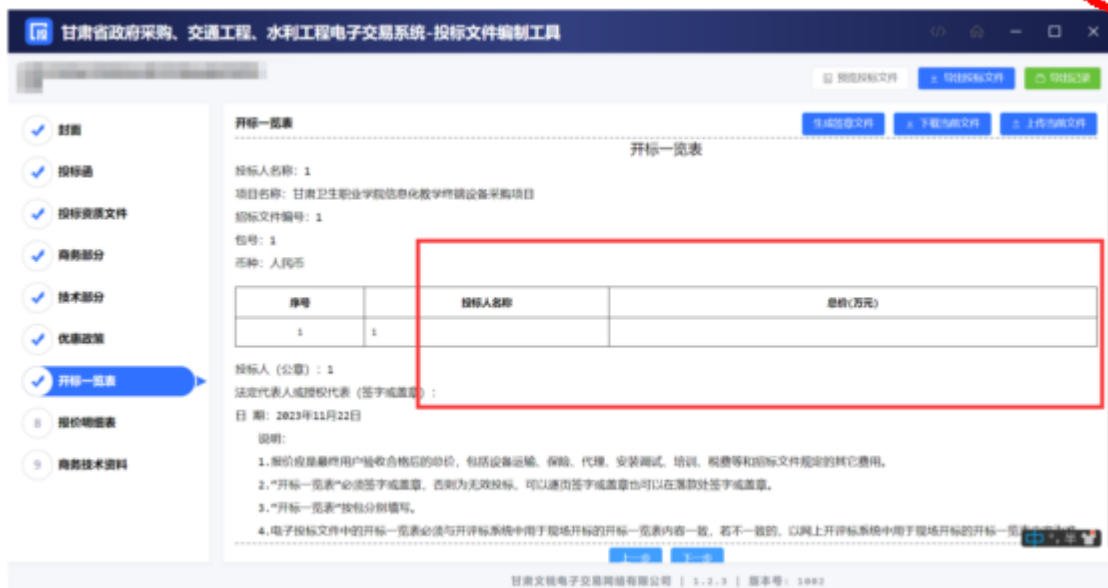 甘肃省政府采购、交通工程、水利工程电子交易系统-投标文件编制工具
预览投标文件 导出投标文件 导出记录
封面
投标函
投标资质文件
商务部分
技术部分
优惠政策
开标一览表
8 报价明细表
9 商务技术资料
开标一览表 生成签章文件 下载当前文件 上传当前文件
开标一览表
投标人名称: 1
项目名称: 甘肃卫生职业学院信息化教学终端设备采购项目
招标文件编号: 1
包号: 1
币种: 人民币
序号 投标人名称 总价(万元)
1 1
投标人 (公章) : 1
法定代表人或授权代表 (签字或盖章) :
日 期: 2023年11月22日
说明:
1.报价应是最终用户验收合格后的总价, 包括设备运输、保险、代理、安装调试、培训、税费等和招标文件规定的其它费用。
2."开标一览表"必须签字或盖章, 否则为无效投标, 可以逐页签字或盖章也可以在落款处签字或盖章。
3."开标一览表"按包分别填写。
4.电子投标文件中的开标一览表必须与开评标系统中用于现场开标的开标一览表内容一致, 若不一致的, 以网上开评标系统中用于现场开标的开标一览
中 半
上一步 下一步
甘肃文锐电子交易网络有限公司 | 1.2.3 | 版本号: 1002